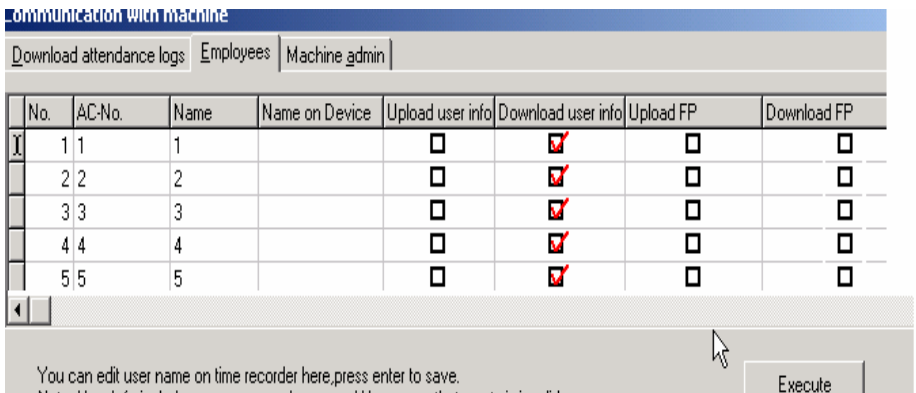 Communication with machine
Download attendance logs Employees Machine admin
No. AC-No. Name Name on Device Upload user info Download user info Upload FP Download FP
1 1 1
2 2 2
3 3 3
4 4 4
5 5 5
You can edit user name on time recorder here,press enter to save.
Execute